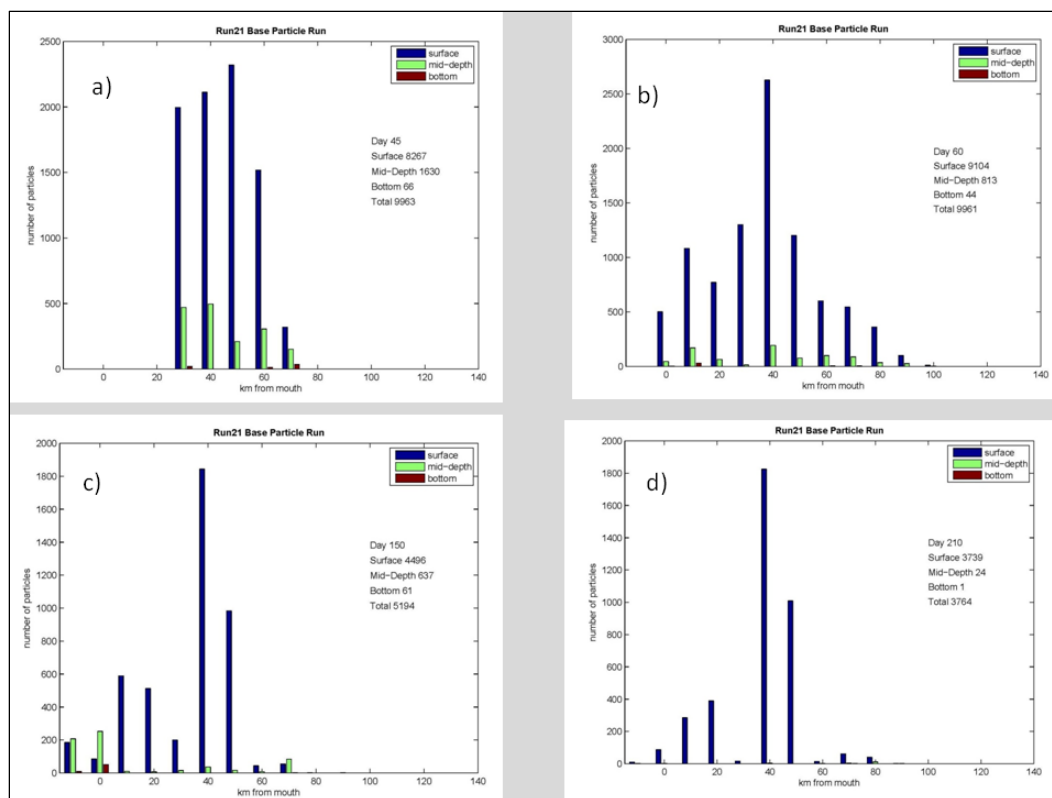 Run21 Base Particle Run
a)
surface
mid-depth
bottom
Day 45
Surface 8267
Mid-Depth 1630
Bottom 66
Total 9963
number of particles
2500
2000
1500
1000
500
0
0 20 40 60 80 100 120 140
km from mouth
Run21 Base Particle Run
b)
surface
mid-depth
bottom
Day 60
Surface 9104
Mid-Depth 813
Bottom 44
Total 9961
number of particles
3000
2500
2000
1500
1000
500
0
0 20 40 60 80 100 120 140
km from mouth
Run21 Base Particle Run
c)
surface
mid-depth
bottom
Day 150
Surface 4496
Mid-Depth 637
Bottom 61
Total 5194
number of particles
2000
1800
1600
1400
1200
1000
800
600
400
200
0
0 20 40 60 80 100 120 140
km from mouth
Run21 Base Particle Run
d)
surface
mid-depth
bottom
Day 210
Surface 3739
Mid-Depth 24
Bottom 1
Total 3764
number of particles
2000
1800
1600
1400
1200
1000
800
600
400
200
0
0 20 40 60 80 100 120 140
km from mouth